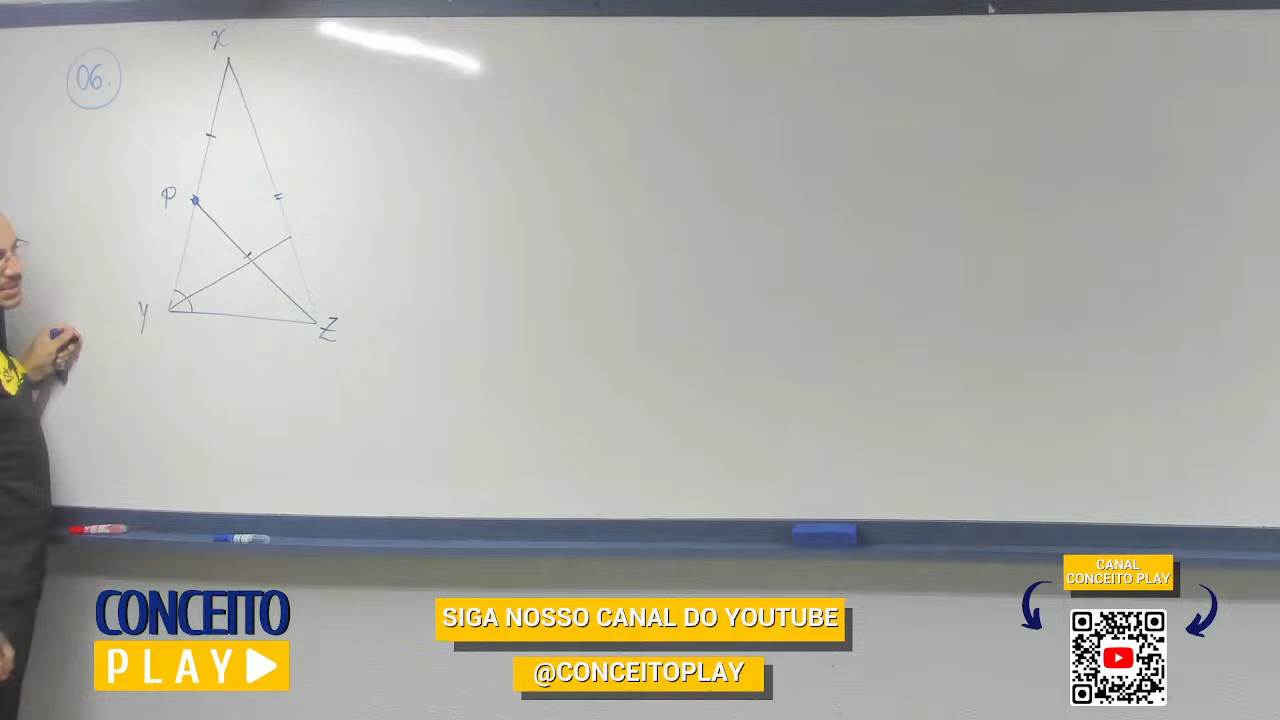 06.
X
P
Y
Z
CONCEITO
PLAY
SIGA NOSSO CANAL DO YOUTUBE
@CONCEITOPLAY
CANAL
CONCEITO PLAY